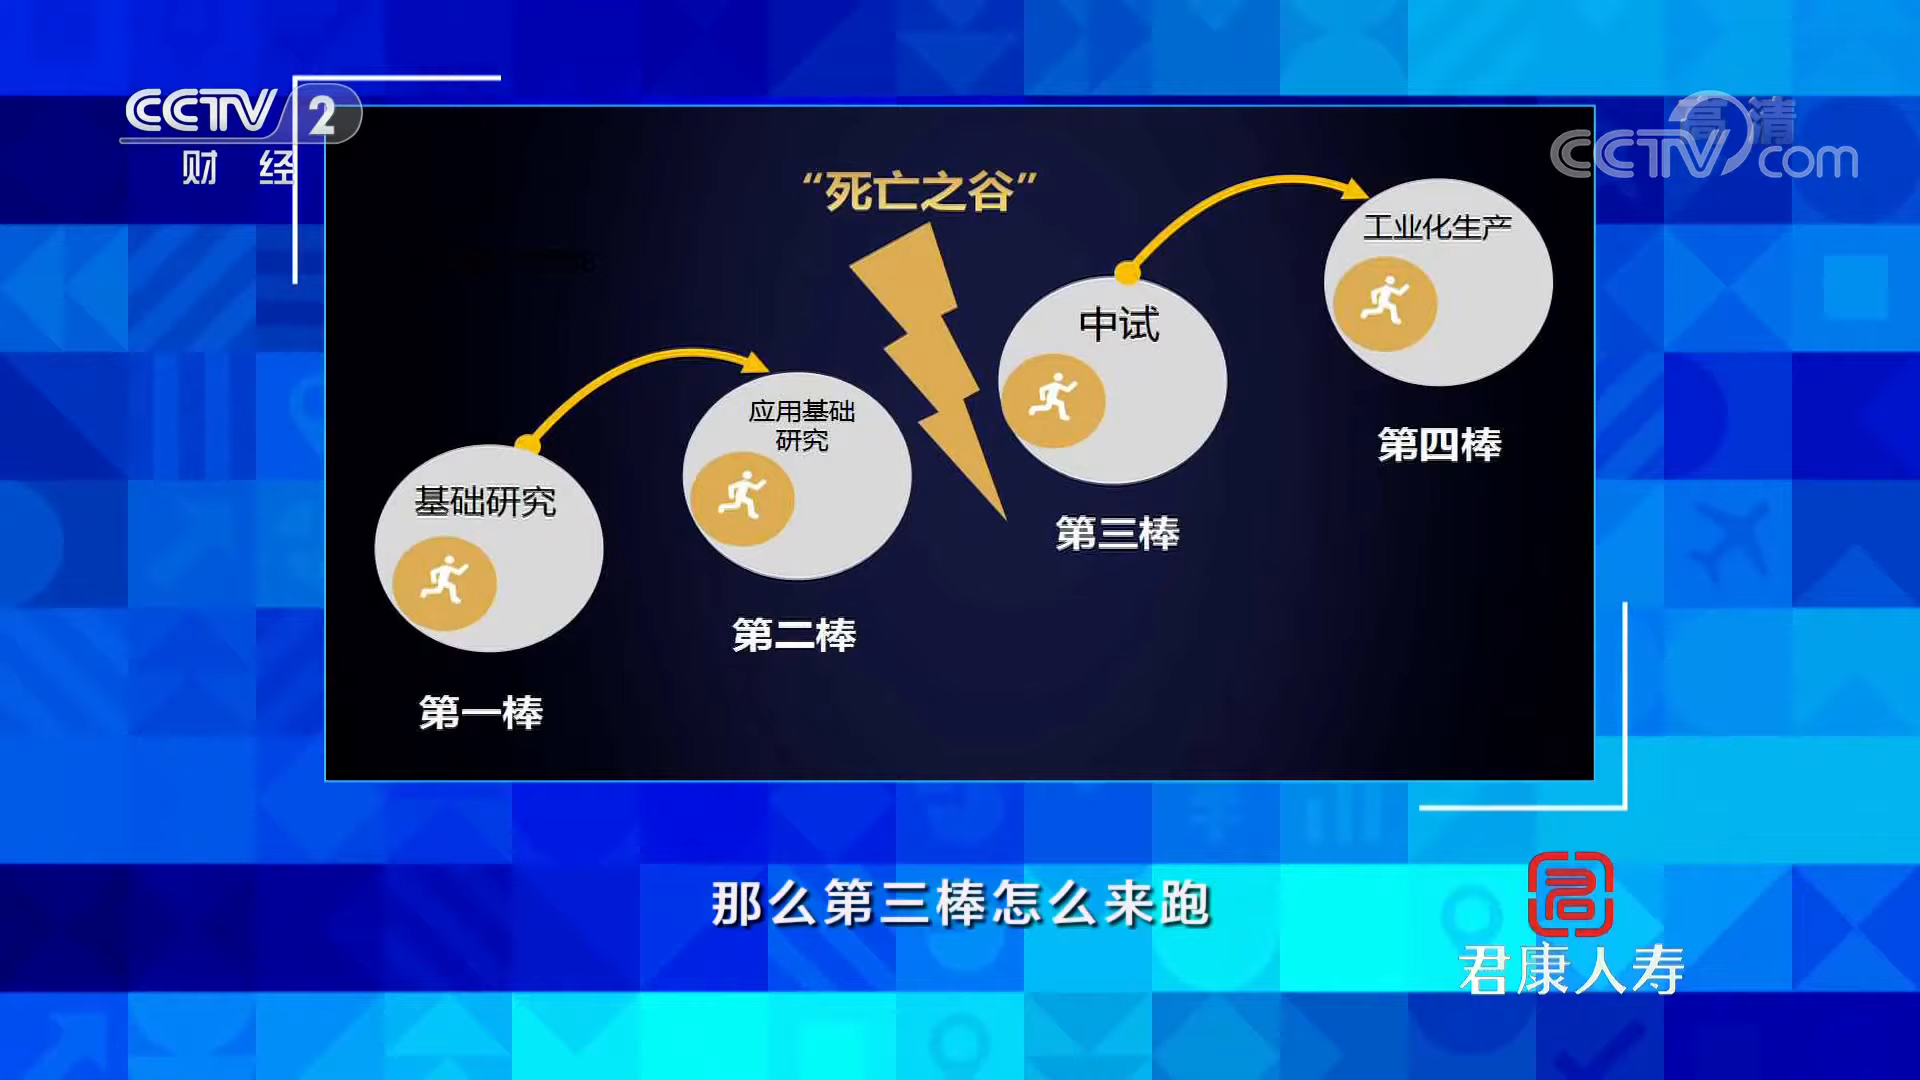 CCTV 2
财经
高清
CCTV.com
“死亡之谷”
工业化生产
中试
应用基础
研究
基础研究
第四棒
第三棒
第二棒
第一棒
那么第三棒怎么来跑
君康人寿